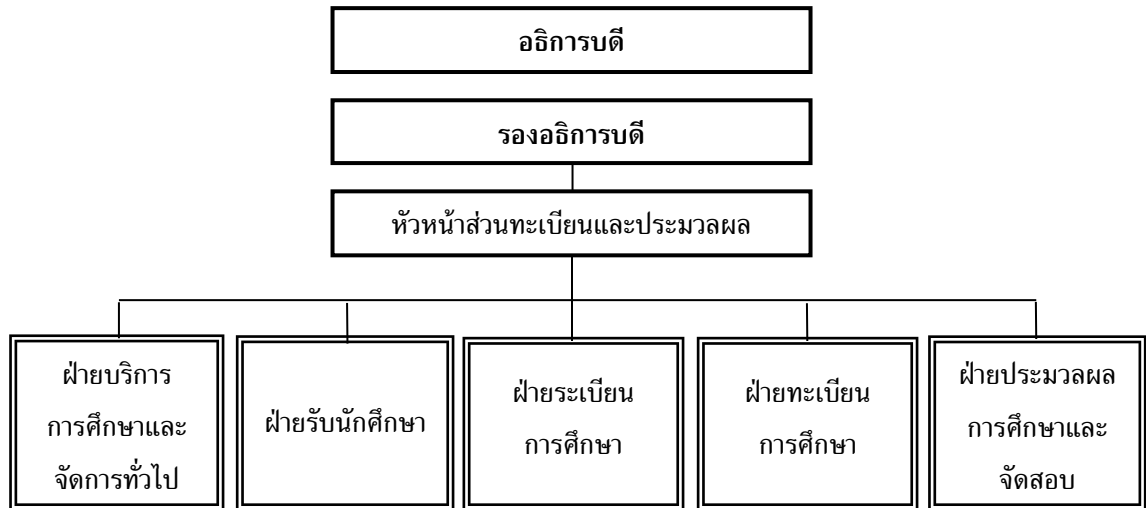 อธิการบดี
รองอธิการบดี
หัวหน้าส่วนทะเบียนและประมวลผล
ฝ่ายบริการ
การศึกษาและ
จัดการทั่วไป
ฝ่ายรับนักศึกษา
ฝ่ายระเบียน
การศึกษา
ฝ่ายทะเบียน
การศึกษา
ฝ่ายประมวลผล
การศึกษาและ
จัดสอบ